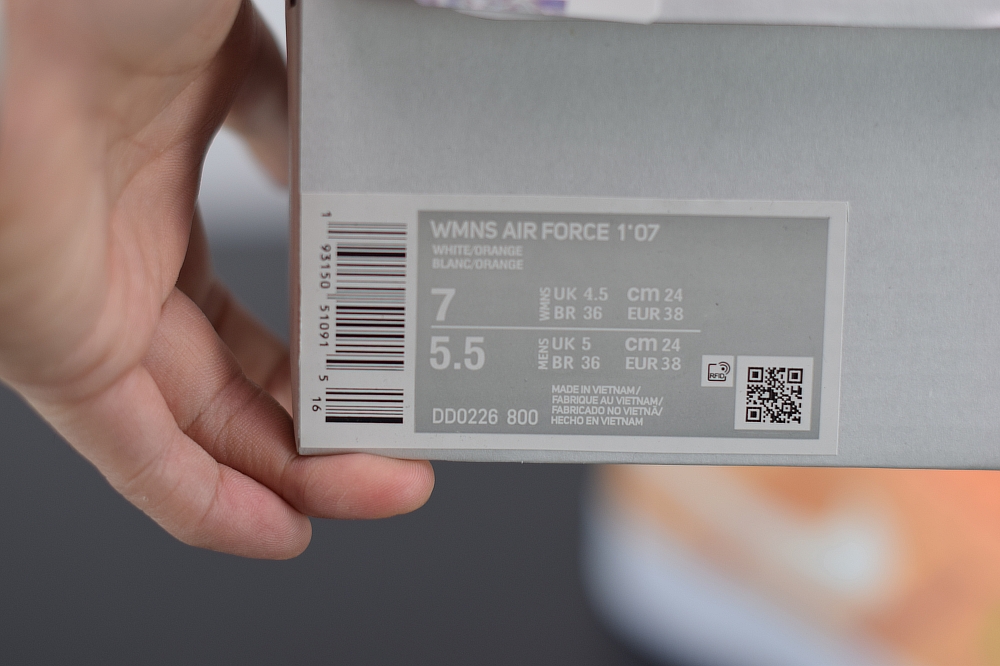 WMNS AIR FORCE 1'07
WHITE/ORANGE
BLANC/ORANGE
7
WMNS
UK 4.5 cm 24
BR 36 EUR 38
5.5
MENS
UK 5 cm 24
BR 36 EUR 38
MADE IN VIETNAM/
FABRIQUE AU VIETNAM/
FABRICADO NO VIETNÃ/
HECHO EN VIETNAM
DD0226 800
RFID
1 93150 51091 5 16